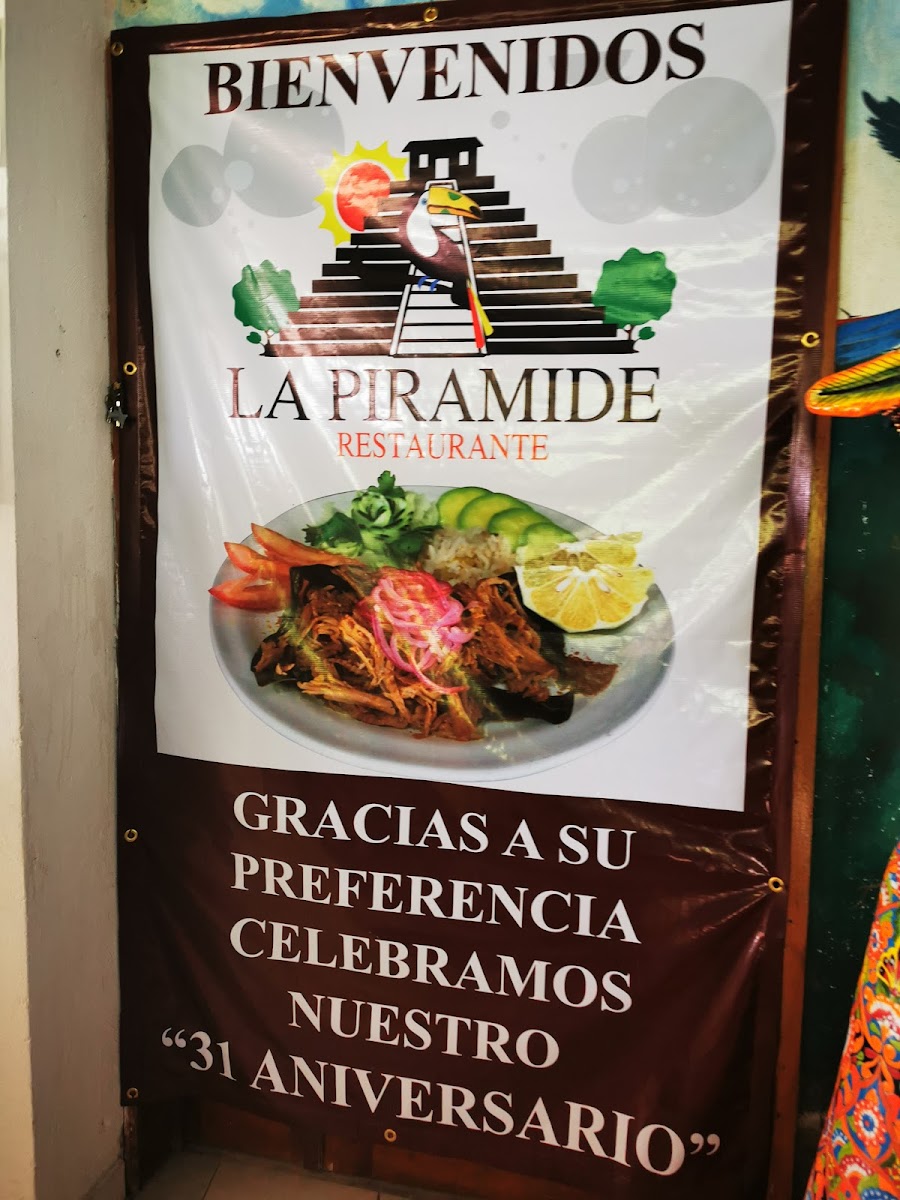 BIENVENIDOS
LA PIRAMIDE
RESTAURANTE
GRACIAS A SU
PREFERENCIA
CELEBRAMOS
NUESTRO
“31 ANIVERSARIO”